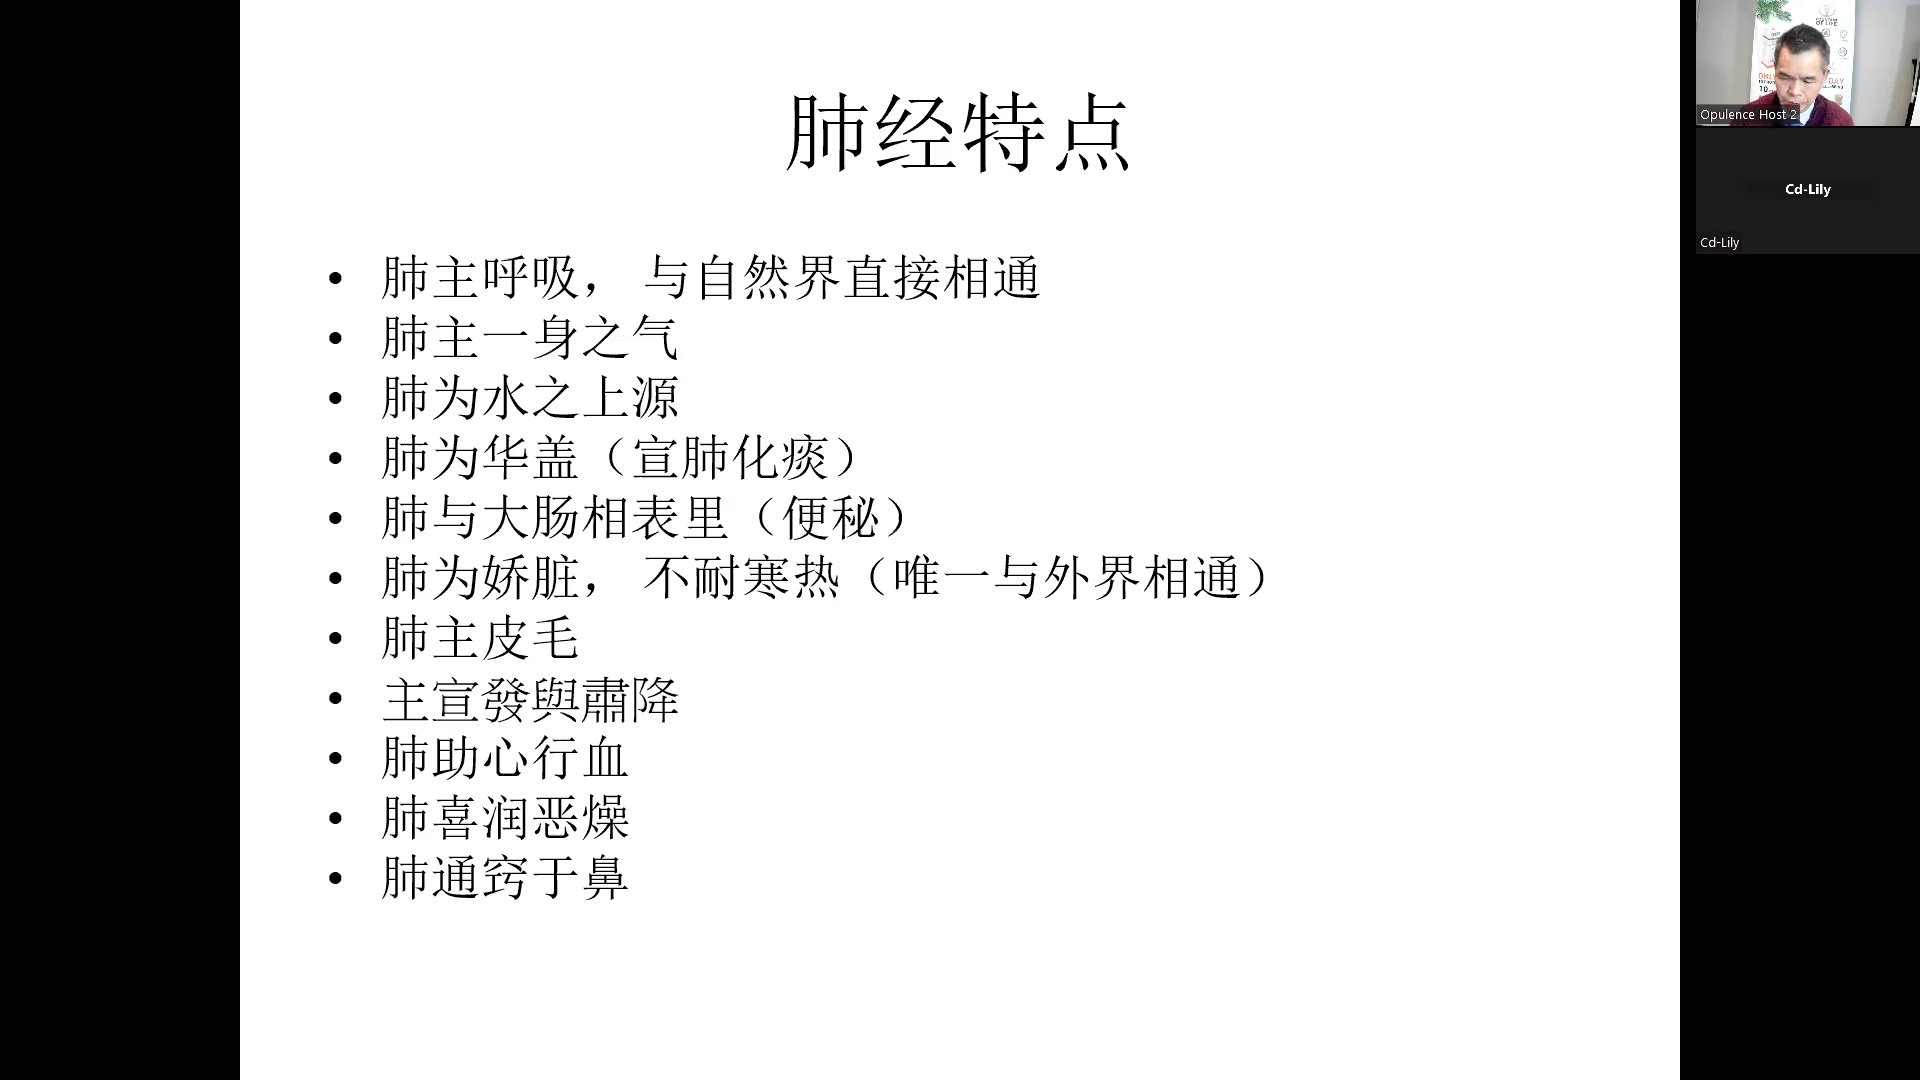 肺经特点
• 肺主呼吸， 与自然界直接相通
• 肺主一身之气
• 肺为水之上源
• 肺为华盖（宣肺化痰）
• 肺与大肠相表里（便秘）
• 肺为娇脏， 不耐寒热（唯一与外界相通）
• 肺主皮毛
• 主宣發與肅降
• 肺助心行血
• 肺喜润恶燥
• 肺通窍于鼻
OF LIFE
DAY
10
Opulence Host 2
Cd-Lily
Cd-Lily